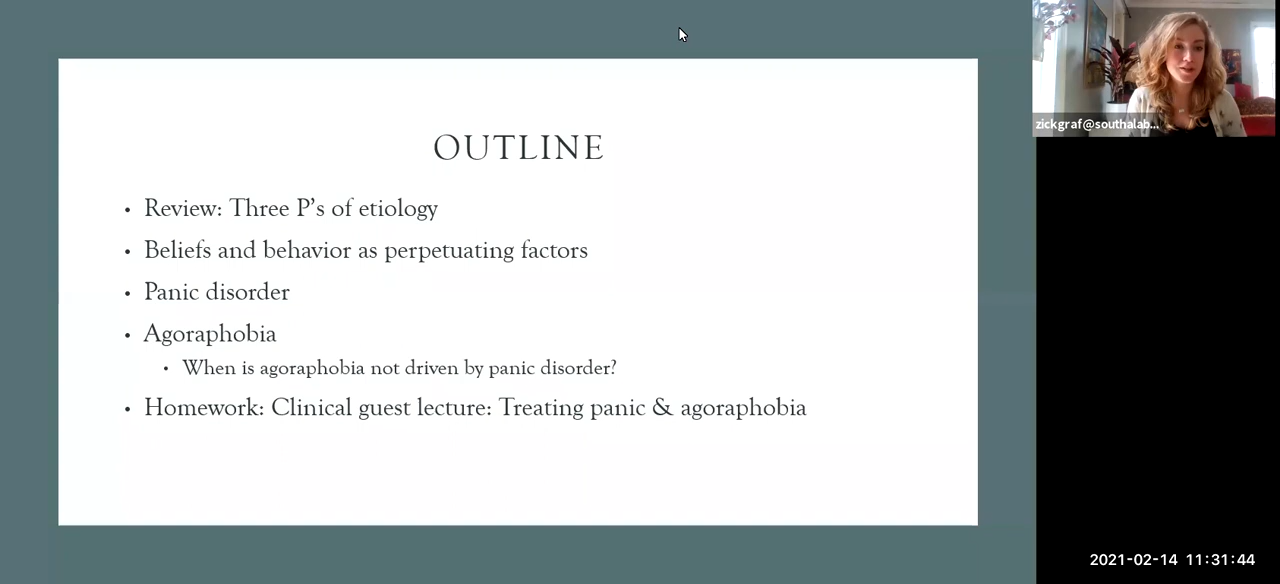 OUTLINE
• Review: Three P's of etiology
• Beliefs and behavior as perpetuating factors
• Panic disorder
• Agoraphobia
• When is agoraphobia not driven by panic disorder?
• Homework: Clinical guest lecture: Treating panic & agoraphobia
zickgraf@southalab...
2021-02-14 11:31:44